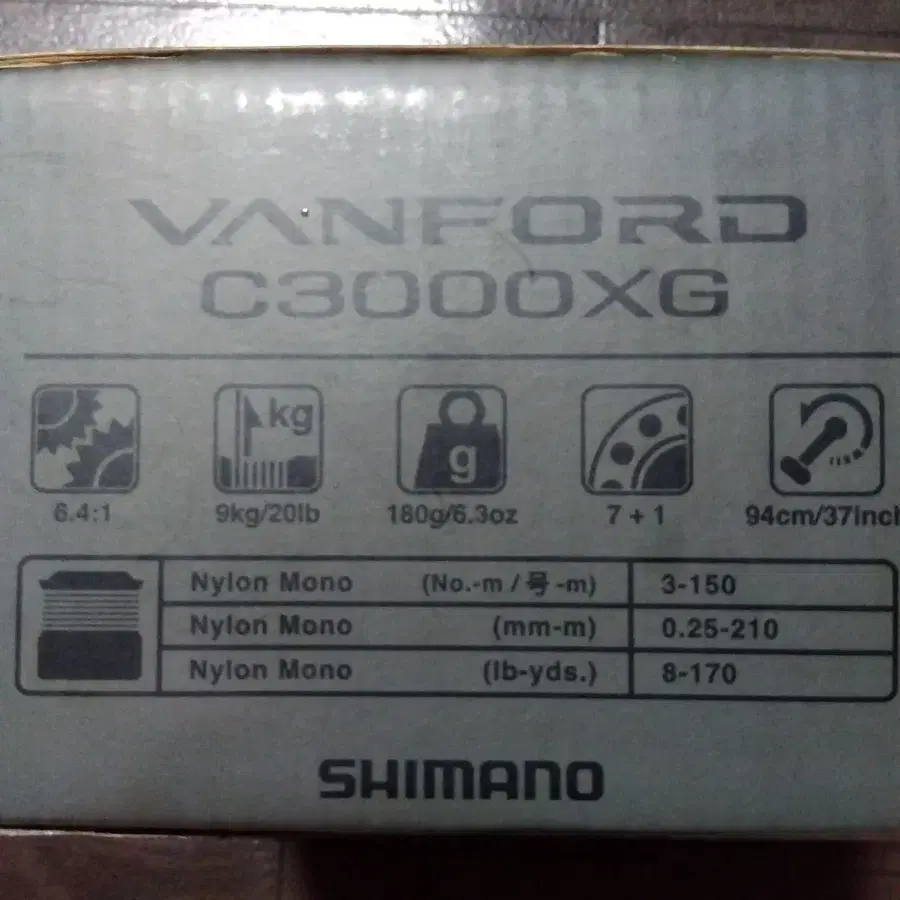 VANFORD
C3000XG
kg
g
6.4:1 9kg/20lb 180g/6.3oz 7 + 1 94cm/37inch
Nylon Mono (No.-m / 号 -m) 3-150
Nylon Mono (mm-m) 0.25-210
Nylon Mono (lb-yds.) 8-170
SHIMANO